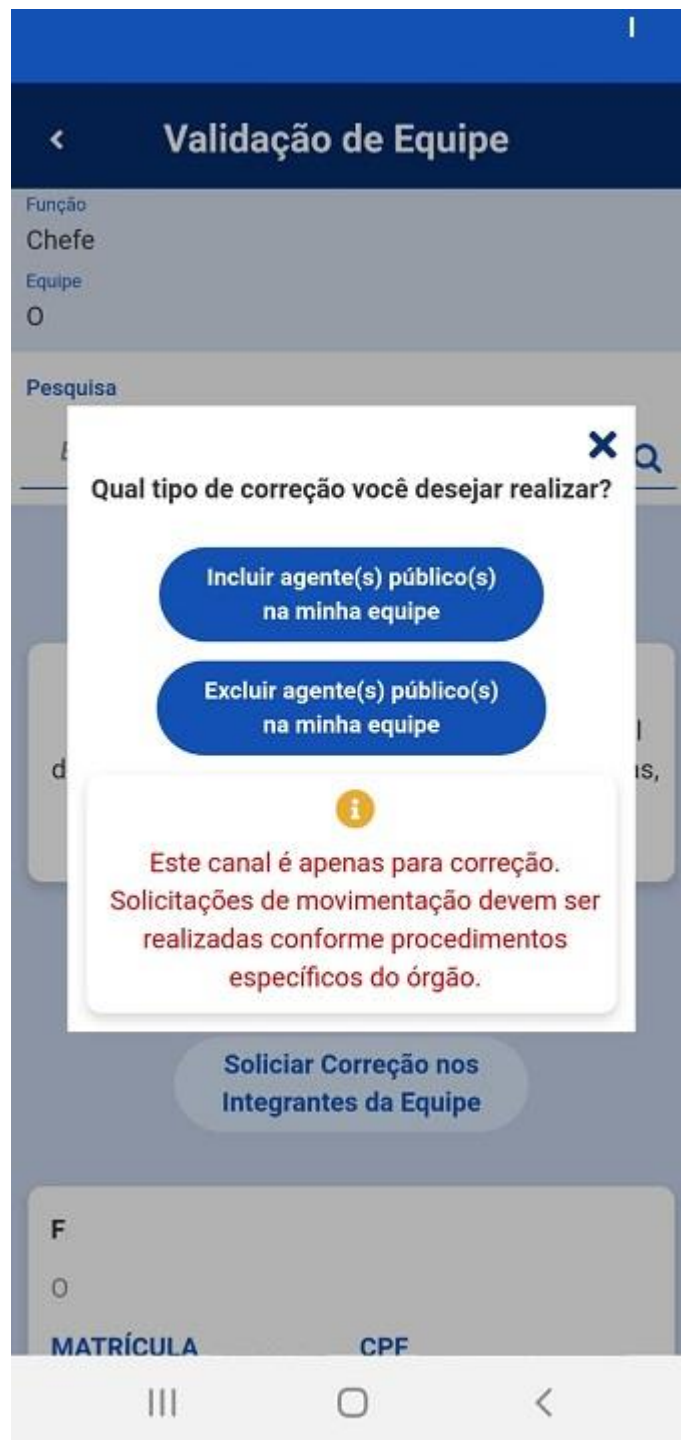 Validação de Equipe
Função
Chefe
Equipe
O
Pesquisa
Qual tipo de correção você desejar realizar?
Incluir agente(s) público(s)
na minha equipe
Excluir agente(s) público(s)
na minha equipe
Este canal é apenas para correção.
Solicitações de movimentação devem ser
realizadas conforme procedimentos
específicos do órgão.
Soliciar Correção nos
Integrantes da Equipe
F
O
MATRÍCULA CPF